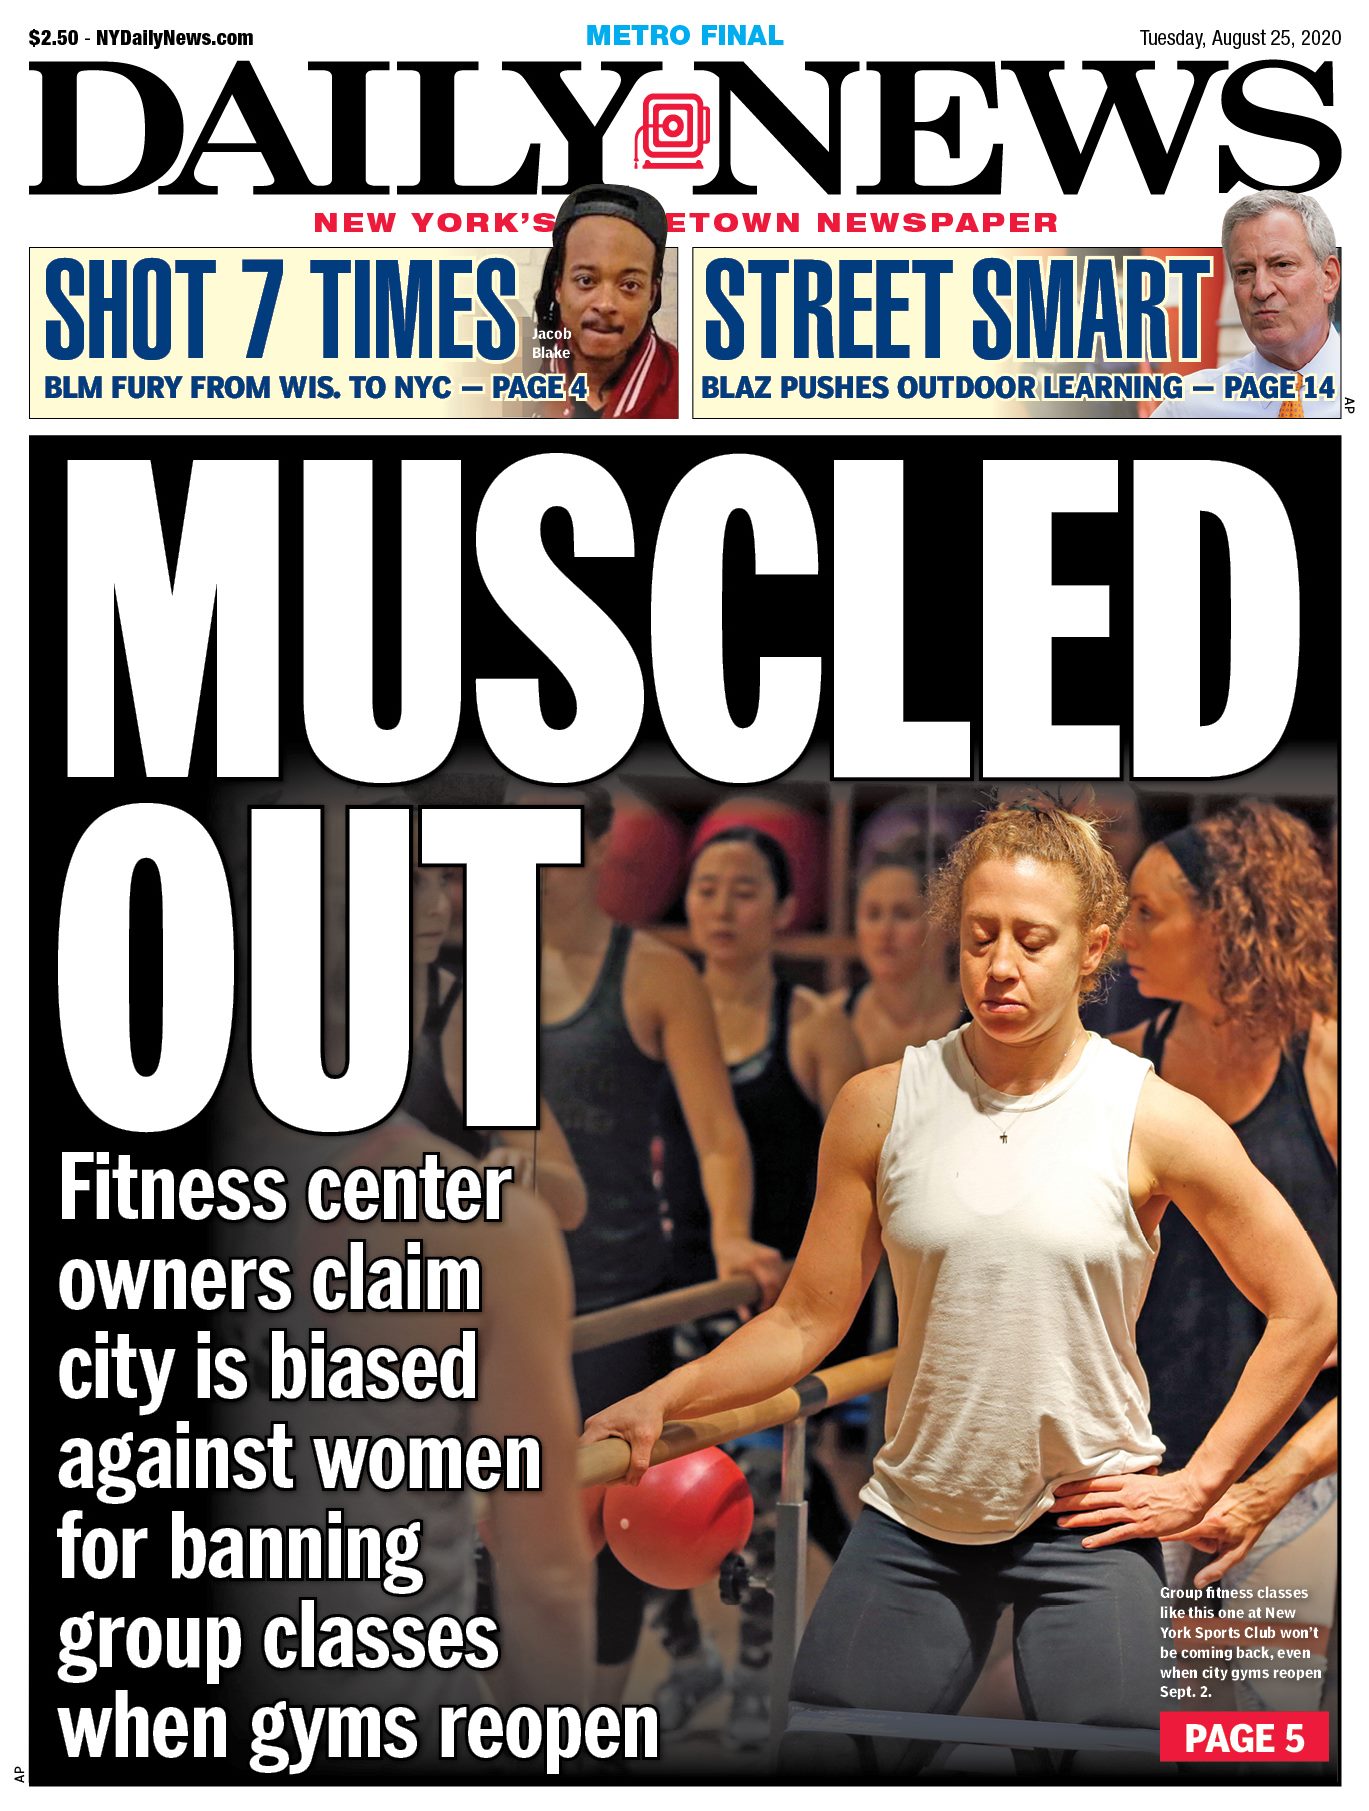 $2.50 - NYDailyNews.com
METRO FINAL
Tuesday, August 25, 2020
DAILY NEWS
NEW YORK'S ETOWN NEWSPAPER
SHOT 7 TIMES
Jacob
Blake
BLM FURY FROM WIS. TO NYC — PAGE 4
STREET SMART
BLAZ PUSHES OUTDOOR LEARNING — PAGE 14
AP
MUSCLED
OUT
Fitness center
owners claim
city is biased
against women
for banning
group classes
when gyms reopen
Group fitness classes
like this one at New
York Sports Club won't
be coming back, even
when city gyms reopen
Sept. 2.
PAGE 5
AP